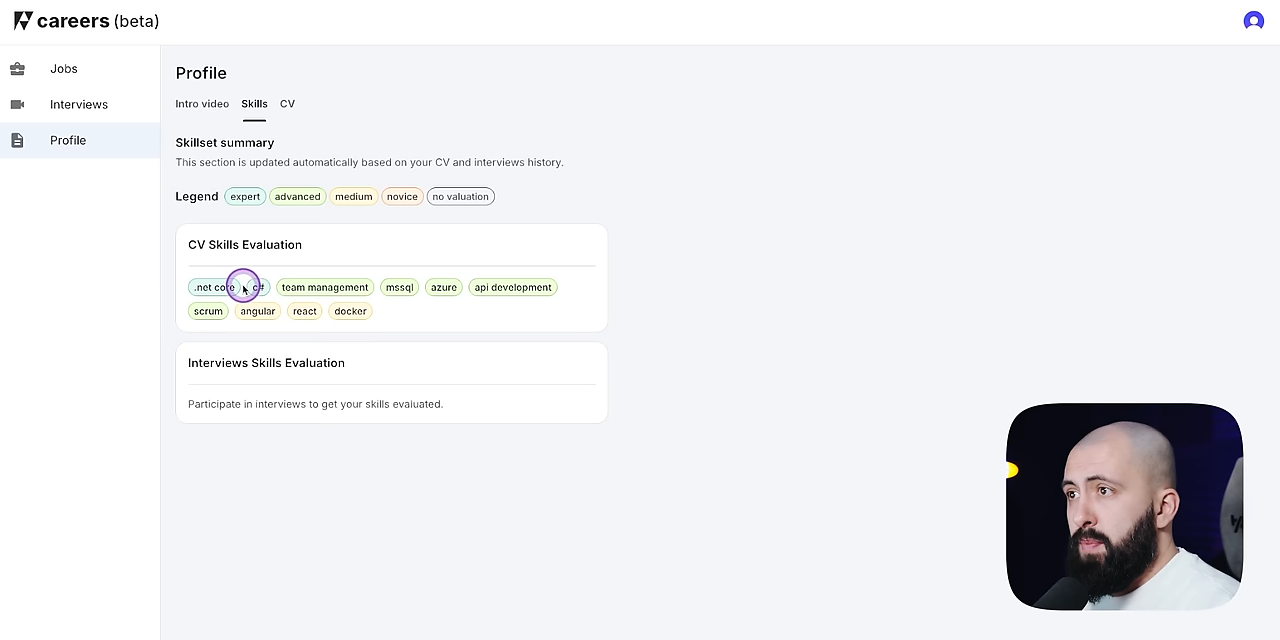 careers (beta)
Jobs
Interviews
Profile
Profile
Intro video Skills CV
Skillset summary
This section is updated automatically based on your CV and interviews history.
Legend expert advanced medium novice no valuation
CV Skills Evaluation
.net core c# team management mssql azure api development
scrum angular react docker
Interviews Skills Evaluation
Participate in interviews to get your skills evaluated.